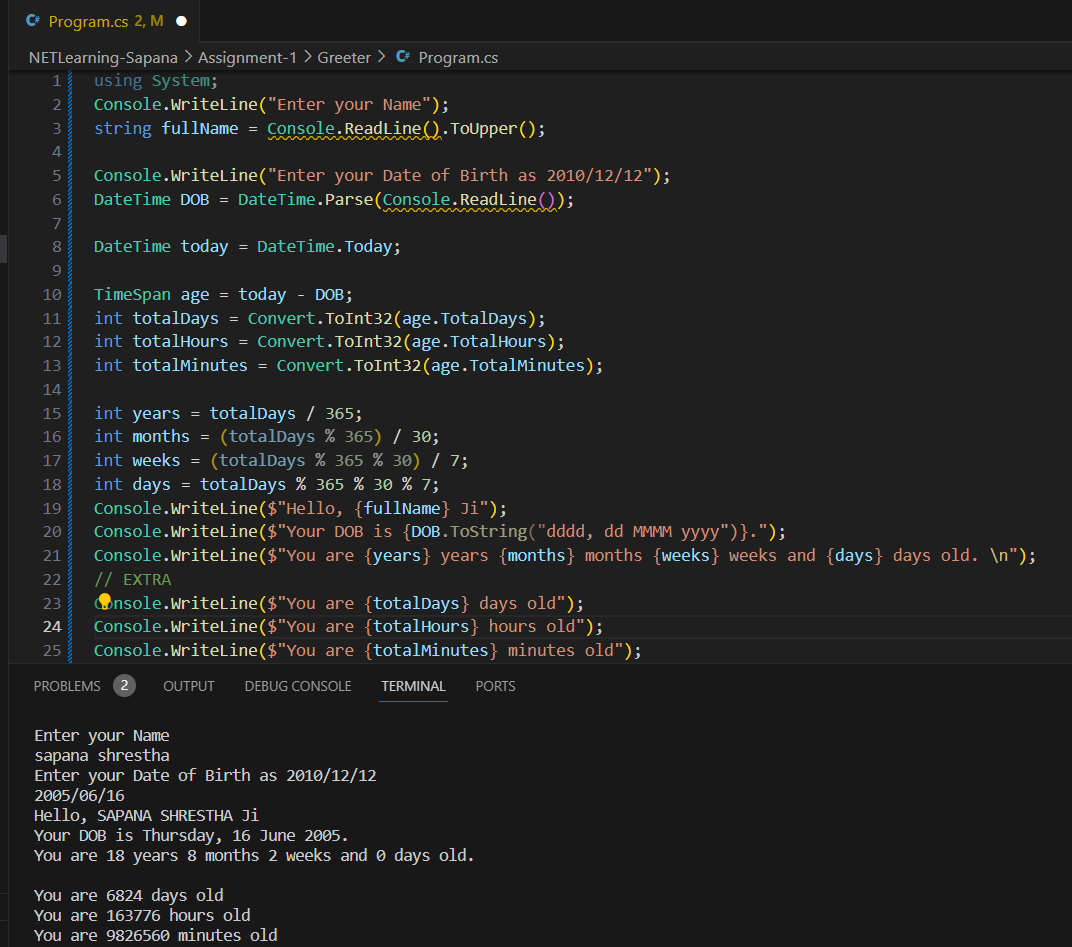 Program.cs 2, M
NETLearning-Sapana > Assignment-1 > Greeter > Program.cs
1 using System;
2 Console.WriteLine("Enter your Name");
3 string fullName = Console.ReadLine().ToUpper();
4
5 Console.WriteLine("Enter your Date of Birth as 2010/12/12");
6 DateTime DOB = DateTime.Parse(Console.ReadLine());
7
8 DateTime today = DateTime.Today;
9
10 TimeSpan age = today - DOB;
11 int totalDays = Convert.ToInt32(age.TotalDays);
12 int totalHours = Convert.ToInt32(age.TotalHours);
13 int totalMinutes = Convert.ToInt32(age.TotalMinutes);
14
15 int years = totalDays / 365;
16 int months = (totalDays % 365) / 30;
17 int weeks = (totalDays % 365 % 30) / 7;
18 int days = totalDays % 365 % 30 % 7;
19 Console.WriteLine($"Hello, {fullName} Ji");
20 Console.WriteLine($"Your DOB is {DOB.ToString("dddd, dd MMMM yyyy")}.");
21 Console.WriteLine($"You are {years} years {months} months {weeks} weeks and {days} days old. \n");
22 // EXTRA
23 Console.WriteLine($"You are {totalDays} days old");
24 Console.WriteLine($"You are {totalHours} hours old");
25 Console.WriteLine($"You are {totalMinutes} minutes old");
PROBLEMS 2 OUTPUT DEBUG CONSOLE TERMINAL PORTS
Enter your Name
sapana shrestha
Enter your Date of Birth as 2010/12/12
2005/06/16
Hello, SAPANA SHRESTHA Ji
Your DOB is Thursday, 16 June 2005.
You are 18 years 8 months 2 weeks and 0 days old.
You are 6824 days old
You are 163776 hours old
You are 9826560 minutes old